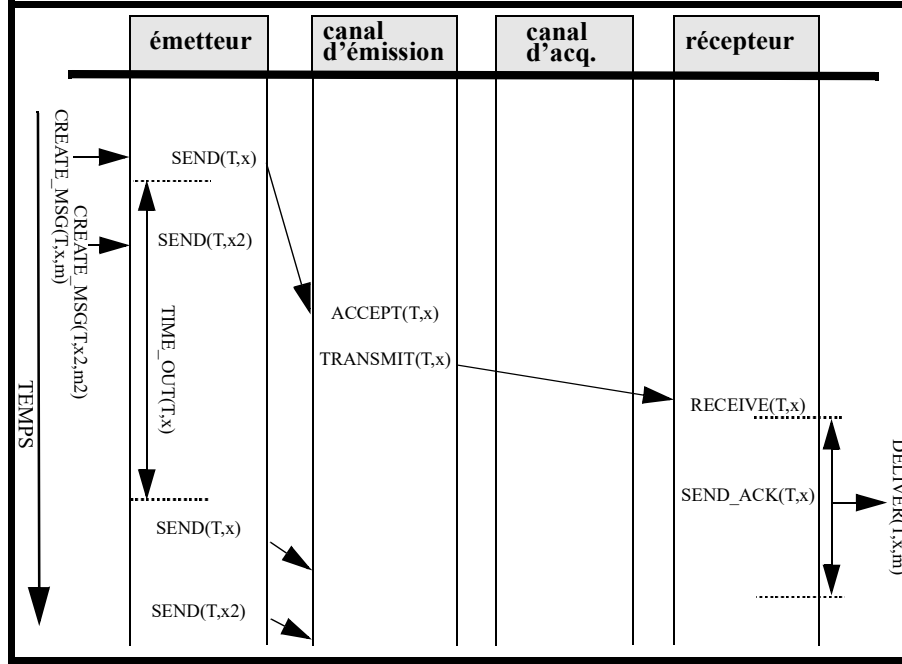 émetteur
canal
d’émission
canal
d’acq.
récepteur
CREATE_MSG(T,x,m)
SEND(T,x)
CREATE_MSG(T,x2,m2)
SEND(T,x2)
TIME_OUT(T,x)
ACCEPT(T,x)
TRANSMIT(T,x)
RECEIVE(T,x)
TEMPS
SEND_ACK(T,x)
DELIVER(T,x,m)
SEND(T,x)
SEND(T,x2)